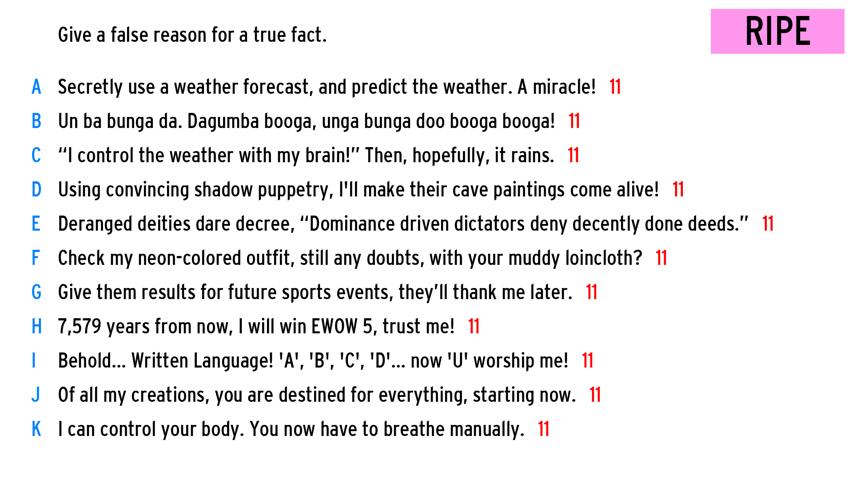 Give a false reason for a true fact.
RIPE
A Secretly use a weather forecast, and predict the weather. A miracle! 11
B Un ba bunga da. Dagumba booga, unga bunga doo booga booga! 11
C “I control the weather with my brain!” Then, hopefully, it rains. 11
D Using convincing shadow puppetry, I'll make their cave paintings come alive! 11
E Deranged deities dare decree, “Dominance driven dictators deny decently done deeds.” 11
F Check my neon-colored outfit, still any doubts, with your muddy loincloth? 11
G Give them results for future sports events, they’ll thank me later. 11
H 7,579 years from now, I will win EWOW 5, trust me! 11
I Behold... Written Language! 'A', 'B', 'C', 'D'... now 'U' worship me! 11
J Of all my creations, you are destined for everything, starting now. 11
K I can control your body. You now have to breathe manually. 11